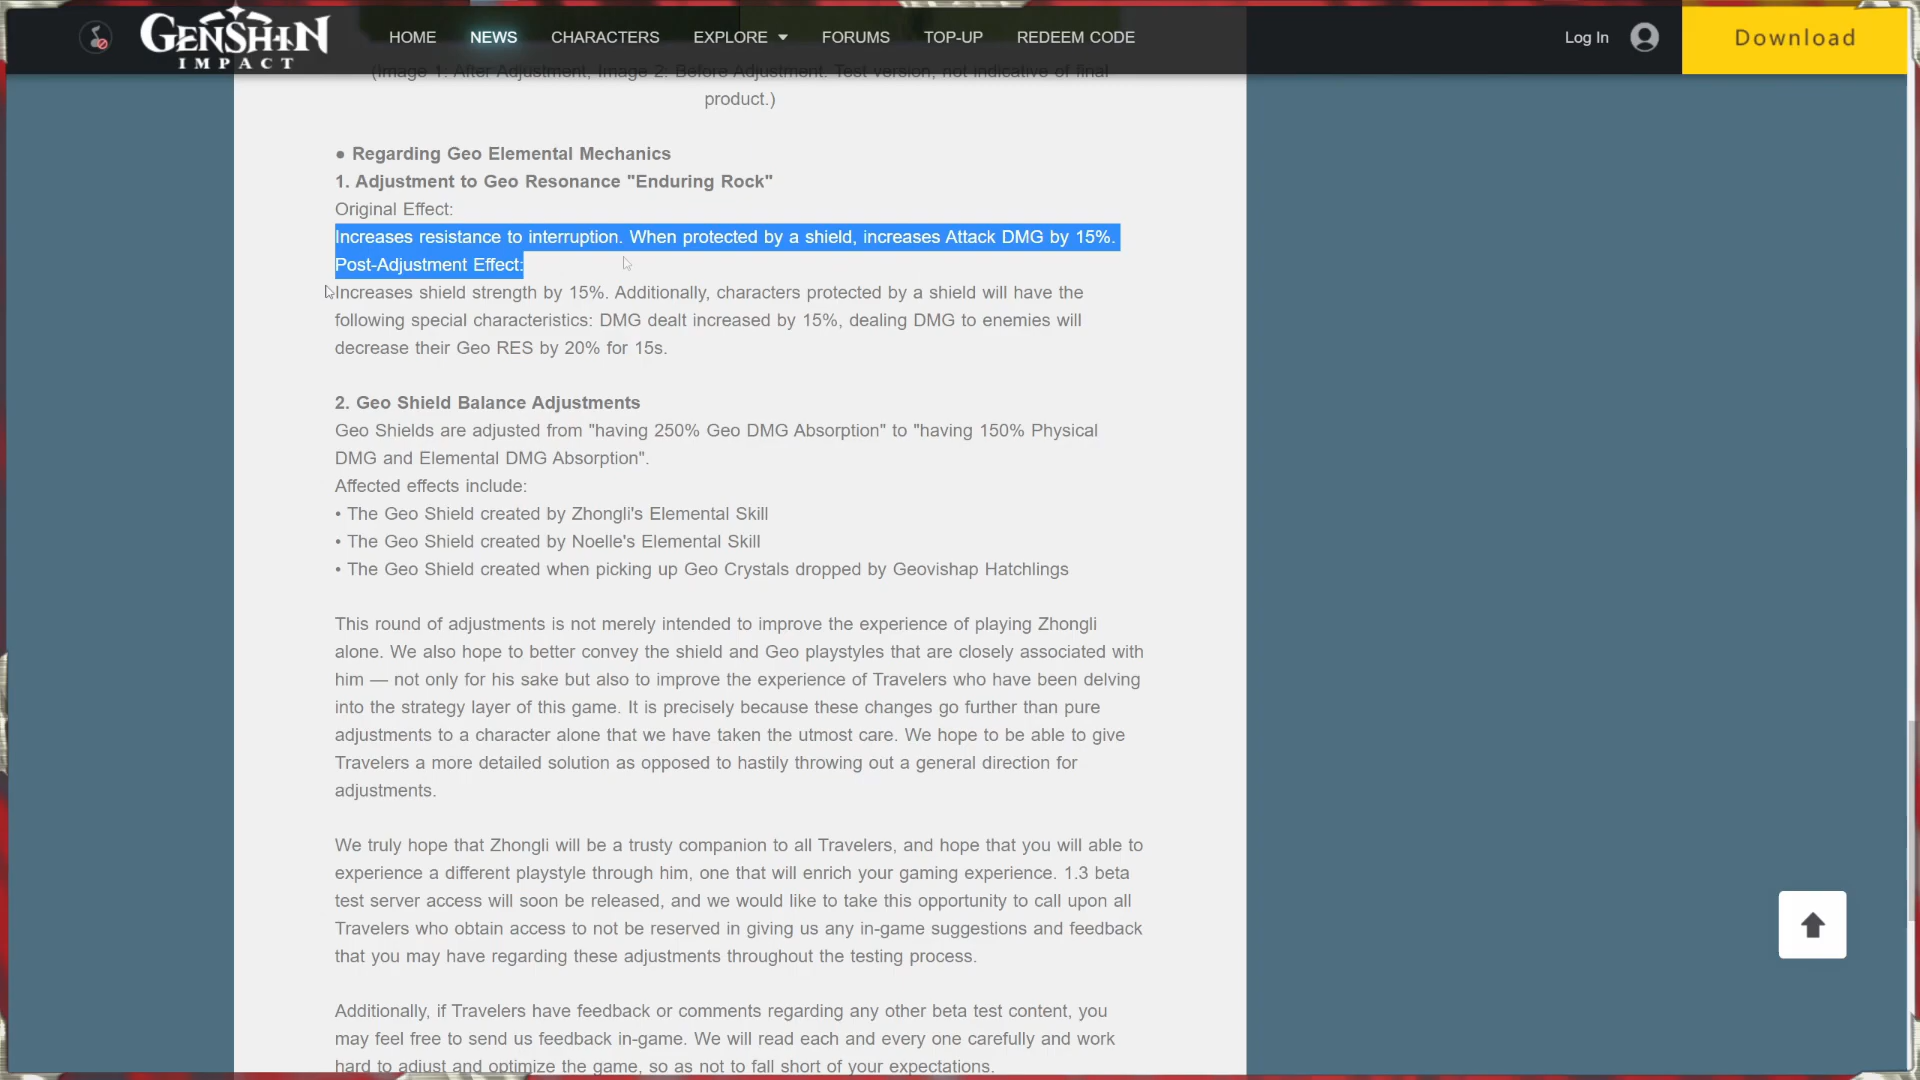 GENSHIN
IMPACT
HOME
NEWS
CHARACTERS
EXPLORE
FORUMS
TOP-UP
REDEEM CODE
Log In
Download
(Image 1: After Adjustment, Image 2: Before Adjustment. Test version, not indicative of final
product.)
● Regarding Geo Elemental Mechanics
1. Adjustment to Geo Resonance "Enduring Rock"
Original Effect:
Increases resistance to interruption. When protected by a shield, increases Attack DMG by 15%.
Post-Adjustment Effect:
Increases shield strength by 15%. Additionally, characters protected by a shield will have the
following special characteristics: DMG dealt increased by 15%, dealing DMG to enemies will
decrease their Geo RES by 20% for 15s.
2. Geo Shield Balance Adjustments
Geo Shields are adjusted from "having 250% Geo DMG Absorption" to "having 150% Physical
DMG and Elemental DMG Absorption".
Affected effects include:
• The Geo Shield created by Zhongli's Elemental Skill
• The Geo Shield created by Noelle's Elemental Skill
• The Geo Shield created when picking up Geo Crystals dropped by Geovishap Hatchlings
This round of adjustments is not merely intended to improve the experience of playing Zhongli
alone. We also hope to better convey the shield and Geo playstyles that are closely associated with
him — not only for his sake but also to improve the experience of Travelers who have been delving
into the strategy layer of this game. It is precisely because these changes go further than pure
adjustments to a character alone that we have taken the utmost care. We hope to be able to give
Travelers a more detailed solution as opposed to hastily throwing out a general direction for
adjustments.
We truly hope that Zhongli will be a trusty companion to all Travelers, and hope that you will able to
experience a different playstyle through him, one that will enrich your gaming experience. 1.3 beta
test server access will soon be released, and we would like to take this opportunity to call upon all
Travelers who obtain access to not be reserved in giving us any in-game suggestions and feedback
that you may have regarding these adjustments throughout the testing process.
Additionally, if Travelers have feedback or comments regarding any other beta test content, you
may feel free to send us feedback in-game. We will read each and every one carefully and work
hard to adjust and optimize the game, so as not to fall short of your expectations.